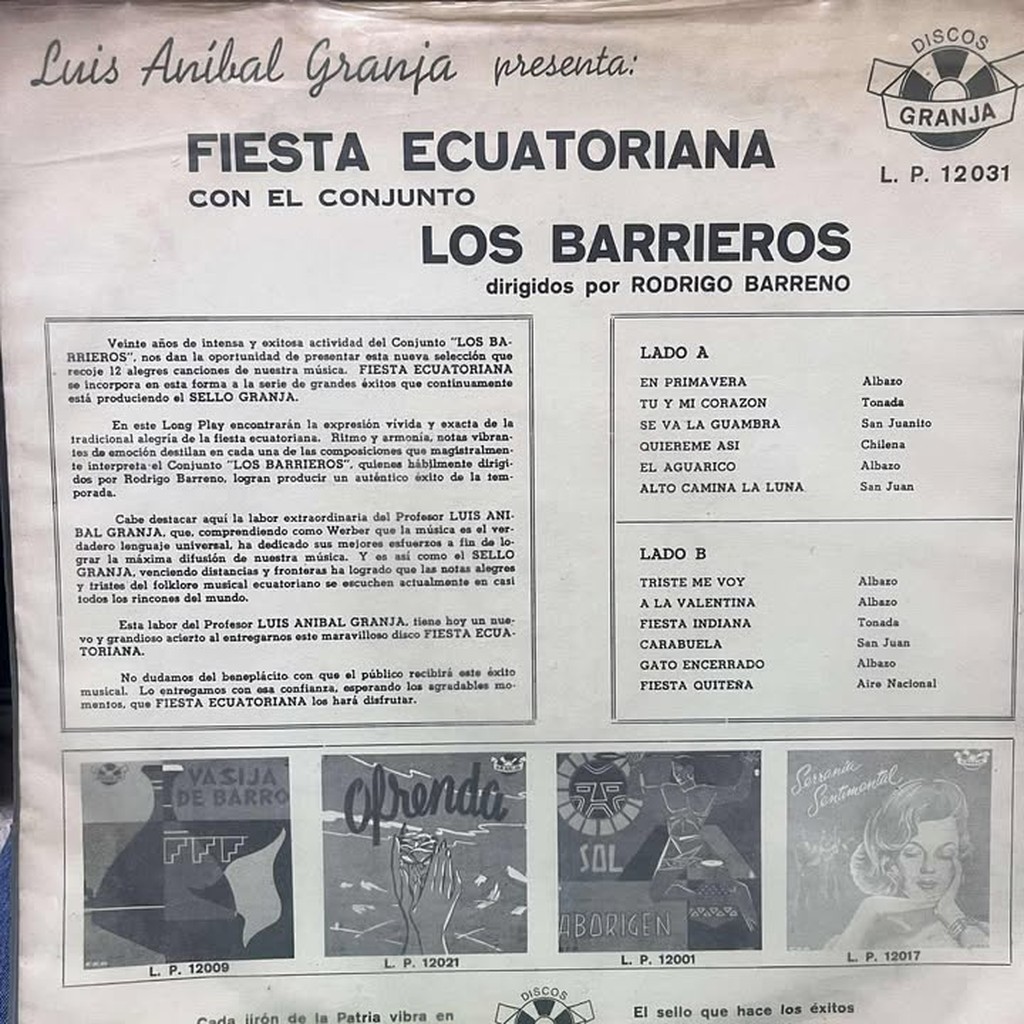 Luis Aníbal Granja presenta:
DISCOS
GRANJA
L. P. 12031
FIESTA ECUATORIANA
CON EL CONJUNTO
LOS BARRIEROS
dirigidos por RODRIGO BARRENO
Veinte años de intensa y exitosa actividad del Conjunto "LOS BA-
RRIEROS", nos dan la oportunidad de presentar esta nueva selección que
recoje 12 alegres canciones de nuestra música. FIESTA ECUATORIANA
se incorpora en esta forma a la serie de grandes éxitos que continuamente
está produciendo el SELLO GRANJA.
En este Long Play encontrarán la expresión vívida y exacta de la
tradicional alegría de la fiesta ecuatoriana. Ritmo y armonía, notas vibran-
tes de emoción destilan en cada una de las composiciones que magistralmen-
te interpreta el Conjunto "LOS BARRIEROS", quienes hábilmente dirigi-
dos por Rodrigo Barreno, logran producir un auténtico éxito de la tem-
porada.
Cabe destacar aquí la labor extraordinaria del Profesor LUIS ANI-
BAL GRANJA, que, comprendiendo como Werber que la música es el ver-
dadero lenguaje universal, ha dedicado sus mejores esfuerzos a fin de lo-
grar la máxima difusión de nuestra música. Y es así como el SELLO
GRANJA, venciendo distancias y fronteras ha logrado que las notas alegres
y tristes del folklore musical ecuatoriano se escuchen actualmente en casi
todos los rincones del mundo.
Esta labor del Profesor LUIS ANIBAL GRANJA, tiene hoy un nue-
vo y grandioso acierto al entregarnos este maravilloso disco FIESTA ECUA-
TORIANA.
No dudamos del beneplácito con que el público recibirá este éxito
musical. Lo entregamos con esa confianza, esperando los agradables mo-
mentos, que FIESTA ECUATORIANA los hará disfrutar.
LADO A
EN PRIMAVERA Albazo
TU Y MI CORAZON Tonada
SE VA LA GUAMBRA San Juanito
QUIEREME ASI Chilena
EL AGUARICO Albazo
ALTO CAMINA LA LUNA San Juan
LADO B
TRISTE ME VOY Albazo
A LA VALENTINA Albazo
FIESTA INDIANA Tonada
CARABUELA San Juan
GATO ENCERRADO Albazo
FIESTA QUITEÑA Aire Nacional
VASIJA
DE BARRO
L. P. 12009
Ofrenda
L. P. 12021
SOL
ABORIGEN
L. P. 12001
Serranía
Sentimental
L. P. 12017
Cada jirón de la Patria vibra en
DISCOS
El sello que hace los éxitos